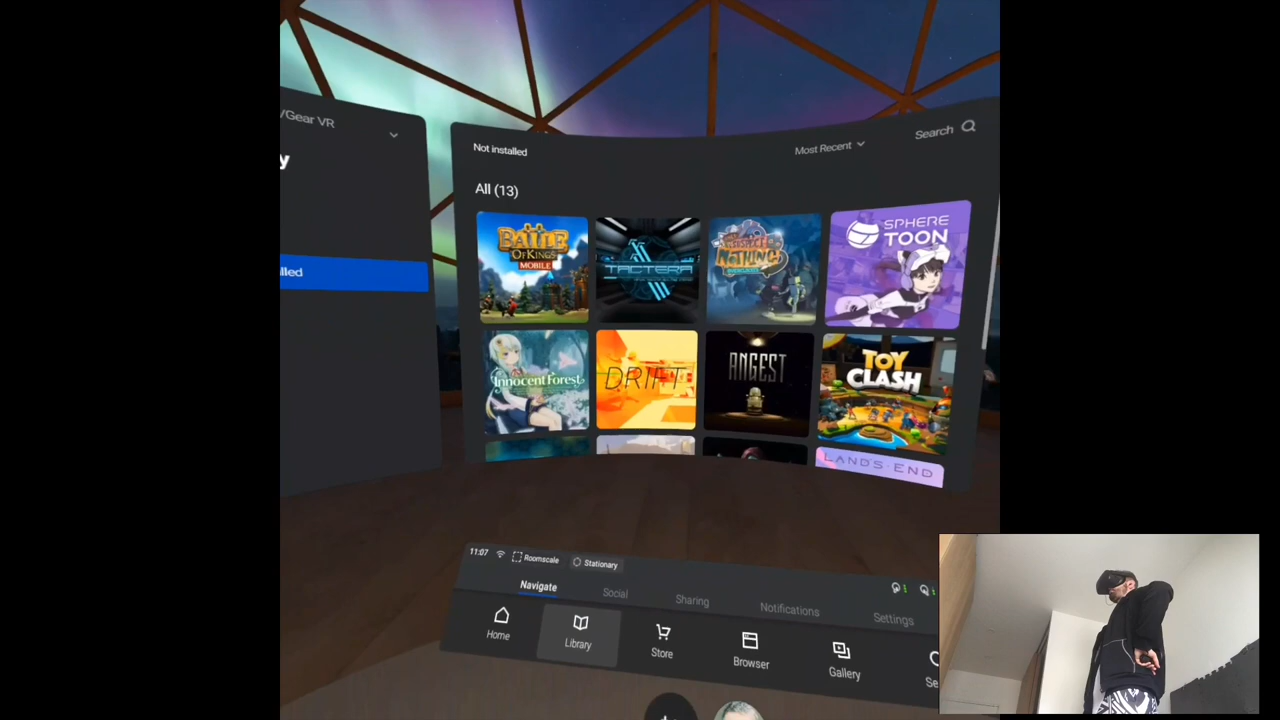 /Gear VR
y
lled
Not installed
Most Recent
Search
All (13)
BATTLE
OF KINGS
MOBILE
TACTERA
NOTHING
SPHERE
TOON
Innocent Forest
DRIFT
ANGEST
TOY
CLASH
LANDS END
11:07
Roomscale
Stationary
Navigate
Social
Sharing
Notifications
Settings
Home
Library
Store
Browser
Gallery
Se